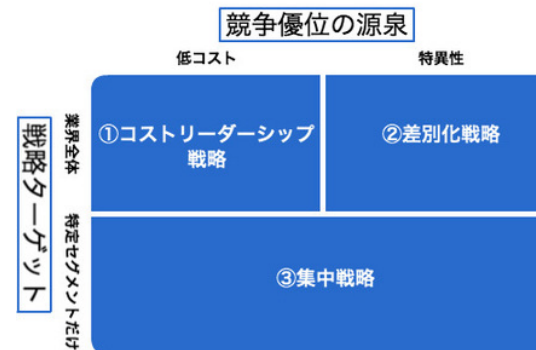 競争優位の源泉
低コスト
特異性
戦略ターゲット
業界全体
①コストリーダーシップ
戦略
②差別化戦略
特定セグメントだけ
③集中戦略